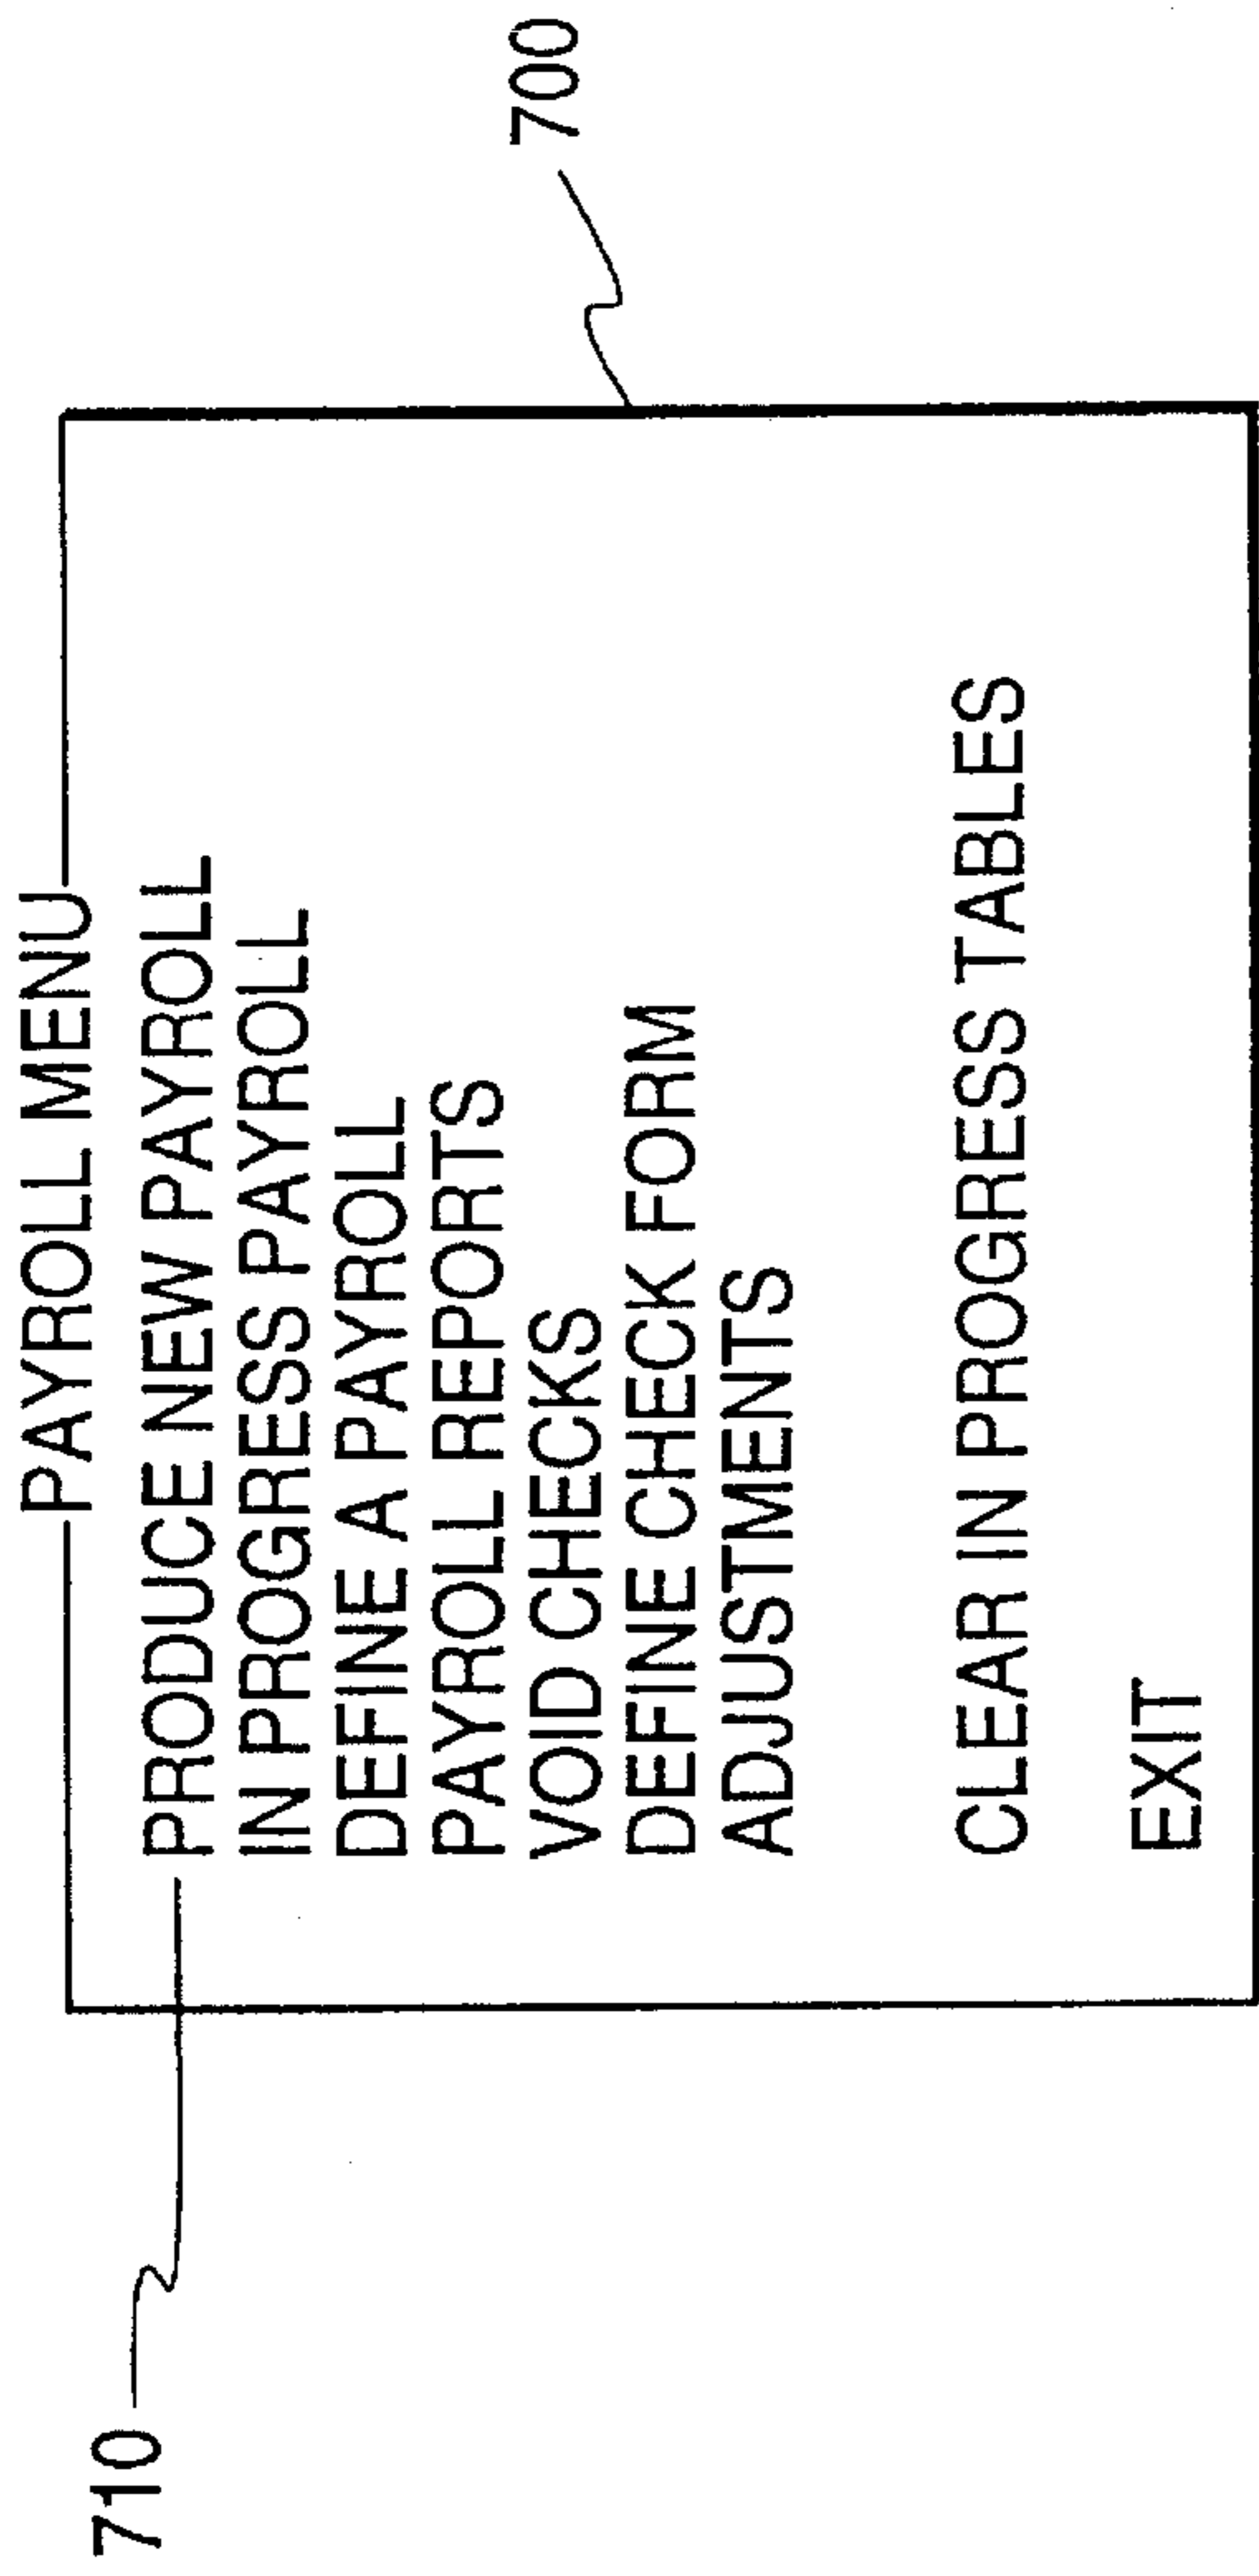 PAYROLL MENU
710
PRODUCE NEW PAYROLL
IN PROGRESS PAYROLL
DEFINE A PAYROLL
PAYROLL REPORTS
VOID CHECKS
DEFINE CHECK FORM
ADJUSTMENTS
CLEAR IN PROGRESS TABLES
EXIT
700